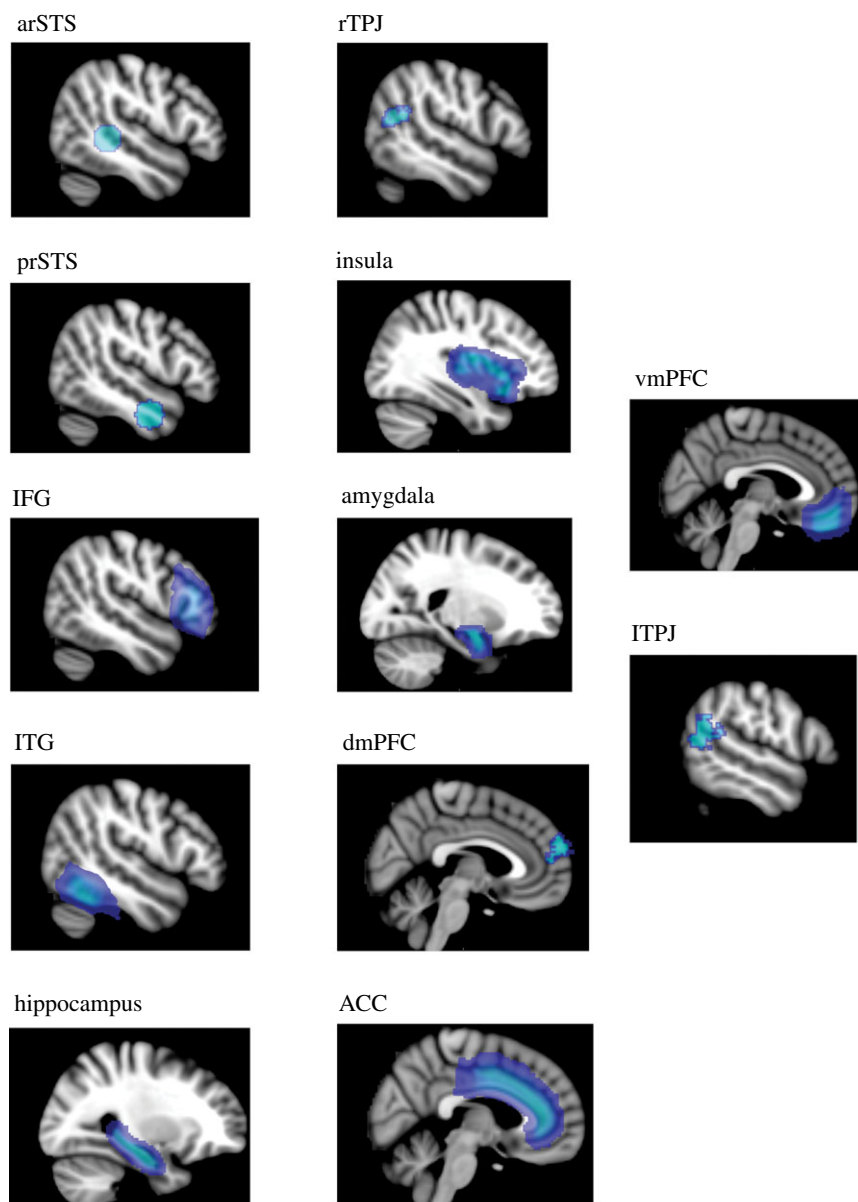 arSTS
rTPJ
prSTS
insula
vmPFC
IFG
amygdala
lTPJ
ITG
dmPFC
hippocampus
ACC